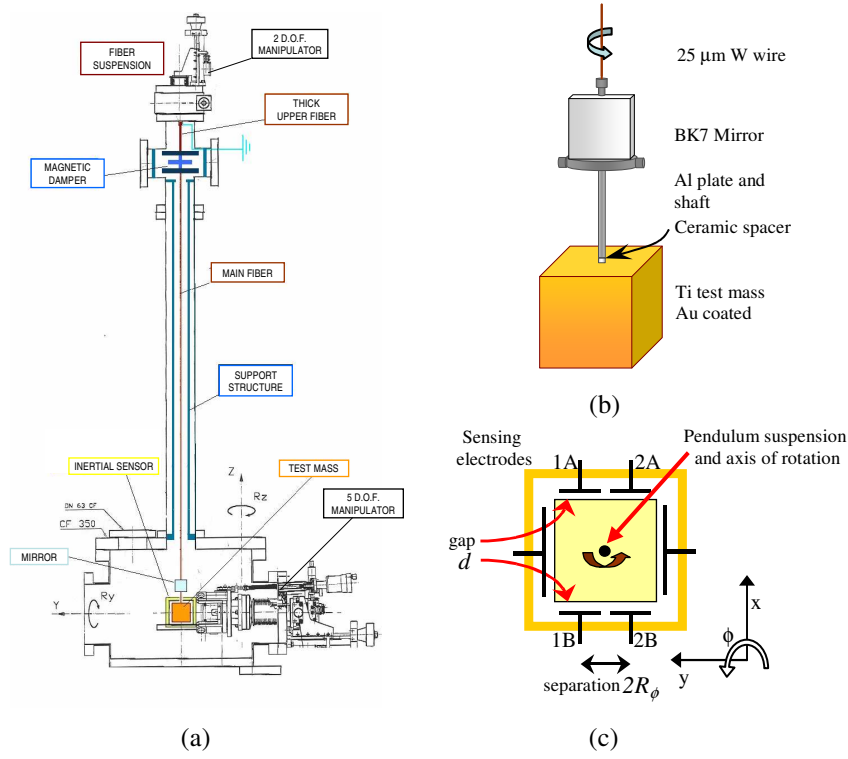 2 D.O.F.
MANIPULATOR
FIBER
SUSPENSION
THICK
UPPER FIBER
MAGNETIC
DAMPER
MAIN FIBER
SUPPORT
STRUCTURE
INERTIAL SENSOR
TEST MASS
Z
Rz
5 D.O.F.
MANIPULATOR
DN 63 CF
CF 350
MIRROR
Y
Ry
(a)
25 μm W wire
BK7 Mirror
Al plate and
shaft
Ceramic spacer
Ti test mass
Au coated
(b)
Sensing
electrodes
1A
2A
Pendulum suspension
and axis of rotation
gap
d
1B
2B
separation 2Rϕ
x
ϕ
y
(c)